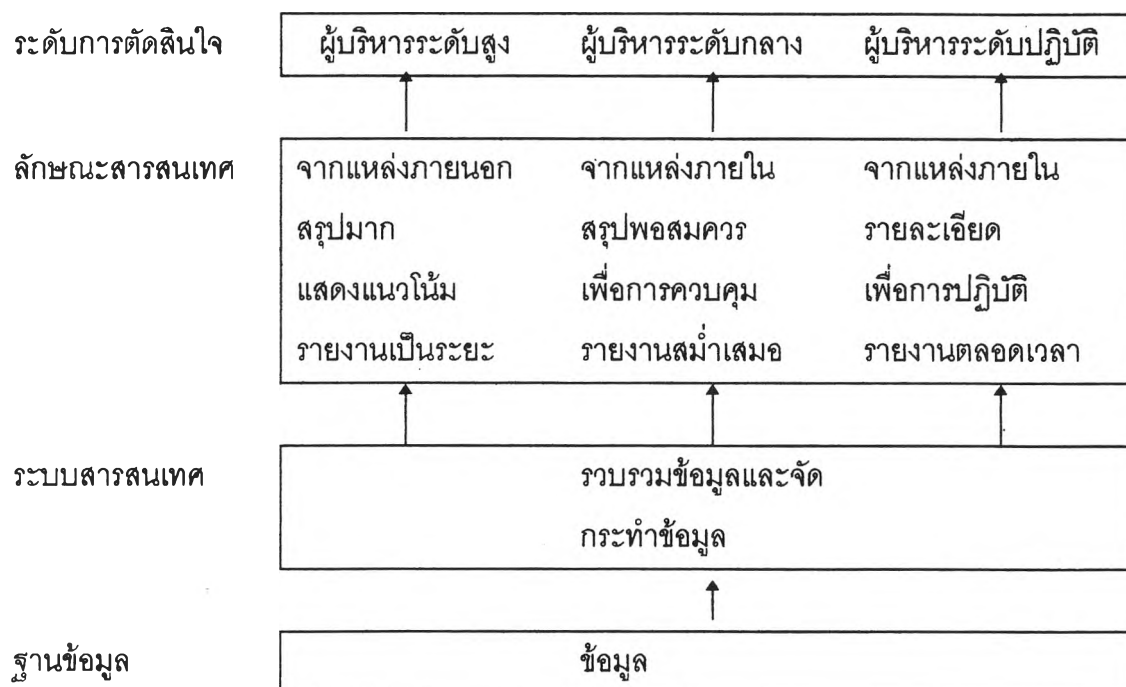 ระดับการตัดสินใจ ผู้บริหารระดับสูง ผู้บริหารระดับกลาง ผู้บริหารระดับปฏิบัติ
ลักษณะสารสนเทศ จากแหล่งภายนอก จากแหล่งภายใน จากแหล่งภายใน
สรุปมาก สรุปพอสมควร รายละเอียด
แสดงแนวโน้ม เพื่อการควบคุม เพื่อการปฏิบัติ
รายงานเป็นระยะ รายงานสม่ำเสมอ รายงานตลอดเวลา
ระบบสารสนเทศ รวบรวมข้อมูลและจัด
กระทำข้อมูล
ฐานข้อมูล ข้อมูล